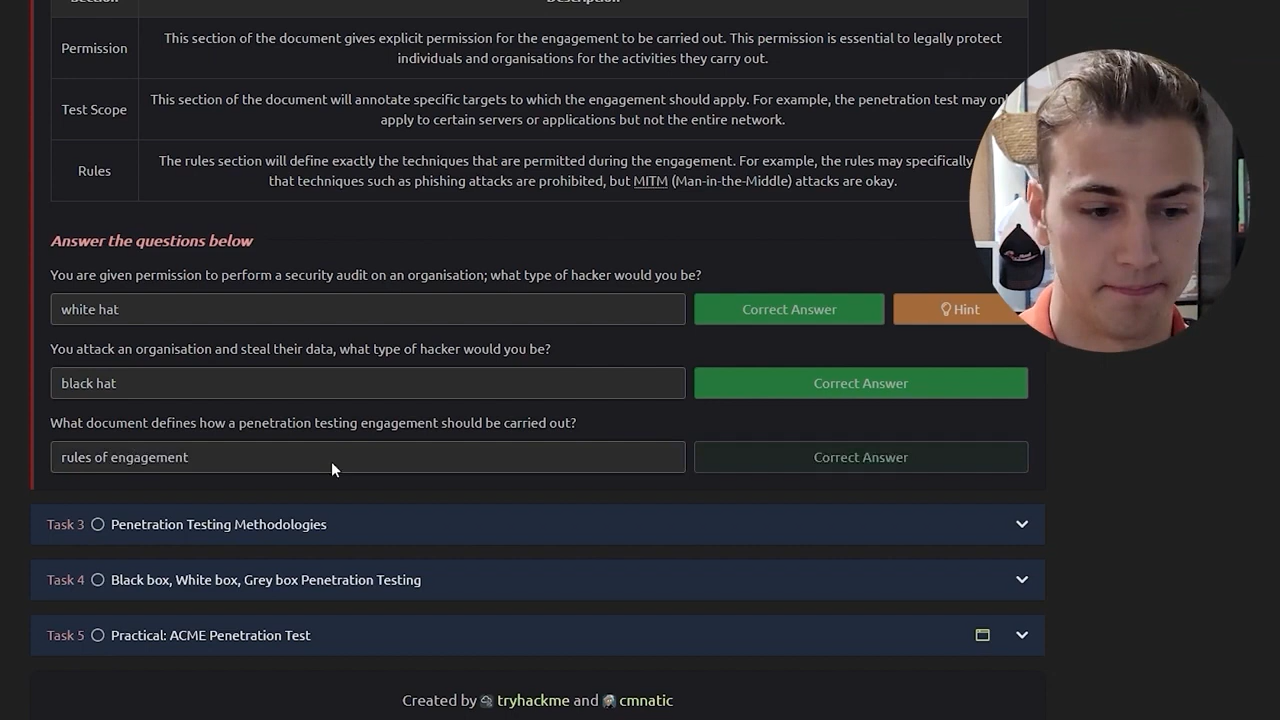 Permission
This section of the document gives explicit permission for the engagement to be carried out. This permission is essential to legally protect
individuals and organisations for the activities they carry out.
Test Scope
This section of the document will annotate specific targets to which the engagement should apply. For example, the penetration test may
apply to certain servers or applications but not the entire network.
Rules
The rules section will define exactly the techniques that are permitted during the engagement. For example, the rules may specifically
that techniques such as phishing attacks are prohibited, but MITM (Man-in-the-Middle) attacks are okay.
Answer the questions below
You are given permission to perform a security audit on an organisation; what type of hacker would you be?
white hat
Correct Answer
Hint
You attack an organisation and steal their data, what type of hacker would you be?
black hat
Correct Answer
What document defines how a penetration testing engagement should be carried out?
rules of engagement
Correct Answer
Task 3 Penetration Testing Methodologies
Task 4 Black box, White box, Grey box Penetration Testing
Task 5 Practical: ACME Penetration Test
Created by tryhackme and cmnatic